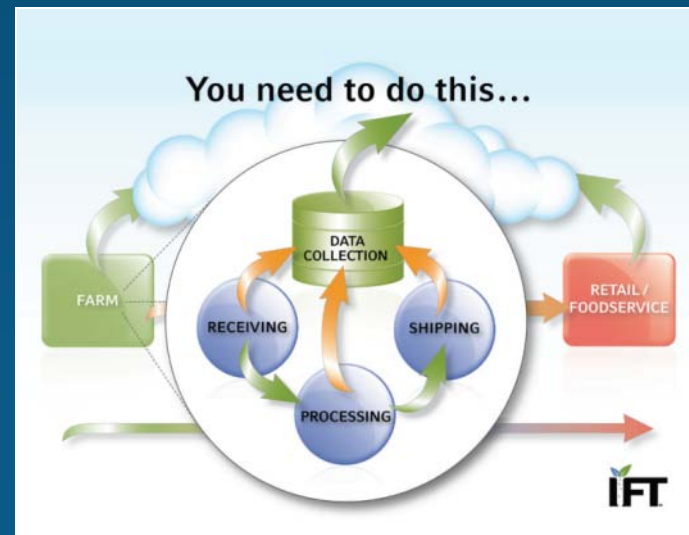 You need to do this...
DATA
COLLECTION
FARM
RETAIL /
FOODSERVICE
RECEIVING
SHIPPING
PROCESSING
IFT